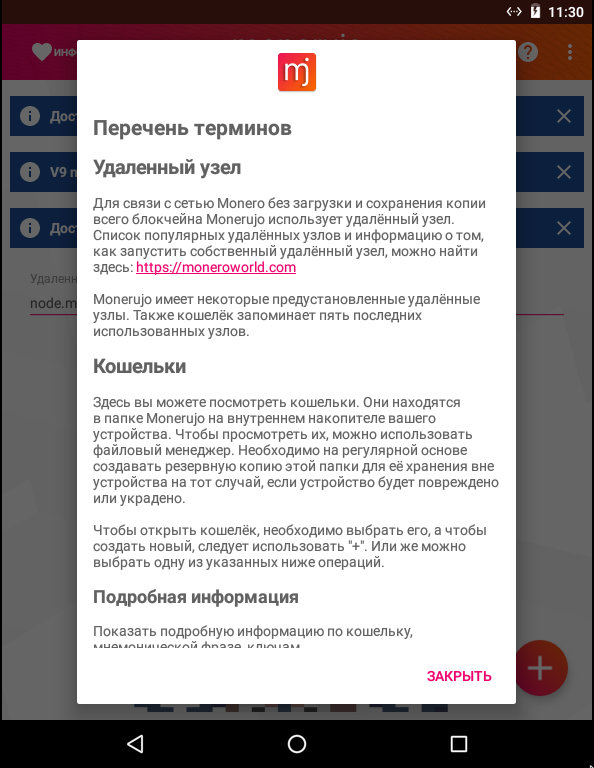 11:30
mj
Перечень терминов
Удаленный узел
Для связи с сетью Monero без загрузки и сохранения копии
всего блокчейна Monerujo использует удалённый узел.
Список популярных удалённых узлов и информацию о том,
как запустить собственный удалённый узел, можно найти
здесь: https://moneroworld.com
Monerujo имеет некоторые предустановленные удалённые
узлы. Также кошелёк запоминает пять последних
использованных узлов.
Кошельки
Здесь вы можете посмотреть кошельки. Они находятся
в папке Monerujo на внутреннем накопителе вашего
устройства. Чтобы просмотреть их, можно использовать
файловый менеджер. Необходимо на регулярной основе
создавать резервную копию этой папки для её хранения вне
устройства на тот случай, если устройство будет повреждено
или украдено.
Чтобы открыть кошелёк, необходимо выбрать его, а чтобы
создать новый, следует использовать "+". Или же можно
выбрать одну из указанных ниже операций.
Подробная информация
Показать подробную информацию по кошельку,
мнемонической фразе, ключам
ЗАКРЫТЬ
ИНФО
Дост
V9 n
Дост
Удаленн
node.m